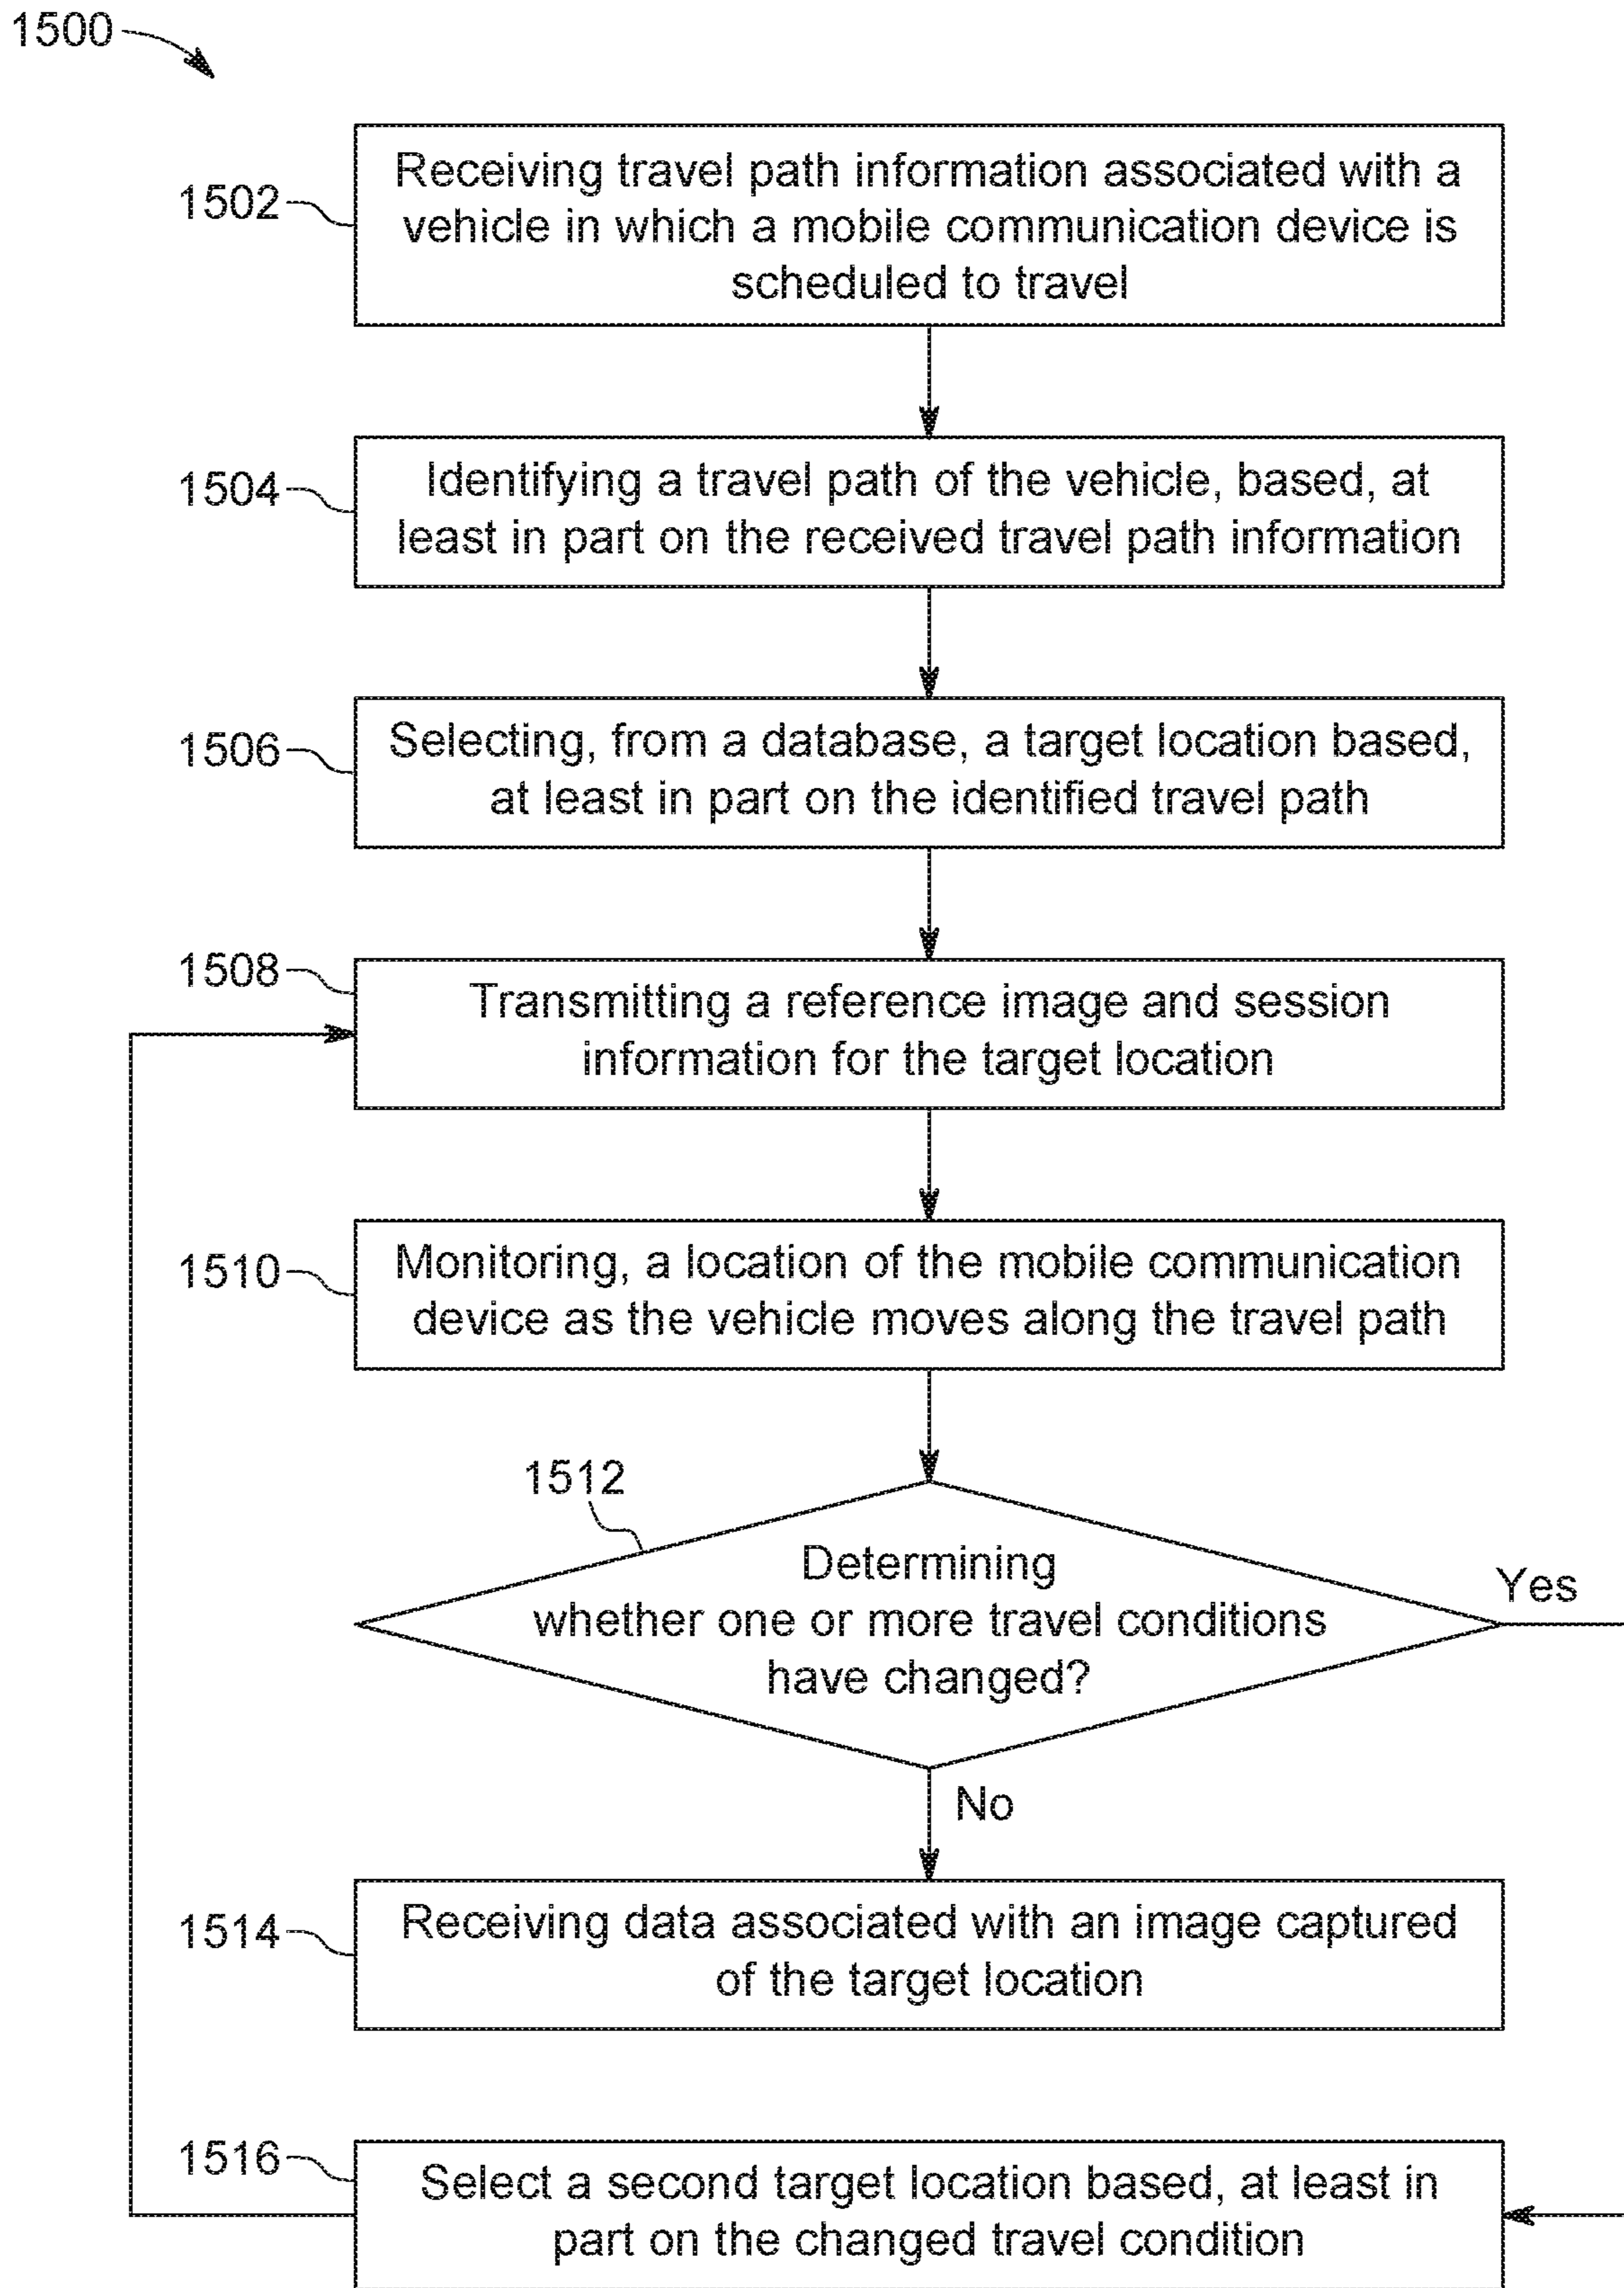 1500
1502
Receiving travel path information associated with a
vehicle in which a mobile communication device is
scheduled to travel
1504
Identifying a travel path of the vehicle, based, at
least in part on the received travel path information
1506
Selecting, from a database, a target location based,
at least in part on the identified travel path
1508
Transmitting a reference image and session
information for the target location
1510
Monitoring, a location of the mobile communication
device as the vehicle moves along the travel path
1512
Determining
whether one or more travel conditions
have changed?
Yes
No
1514
Receiving data associated with an image captured
of the target location
1516
Select a second target location based, at least in
part on the changed travel condition